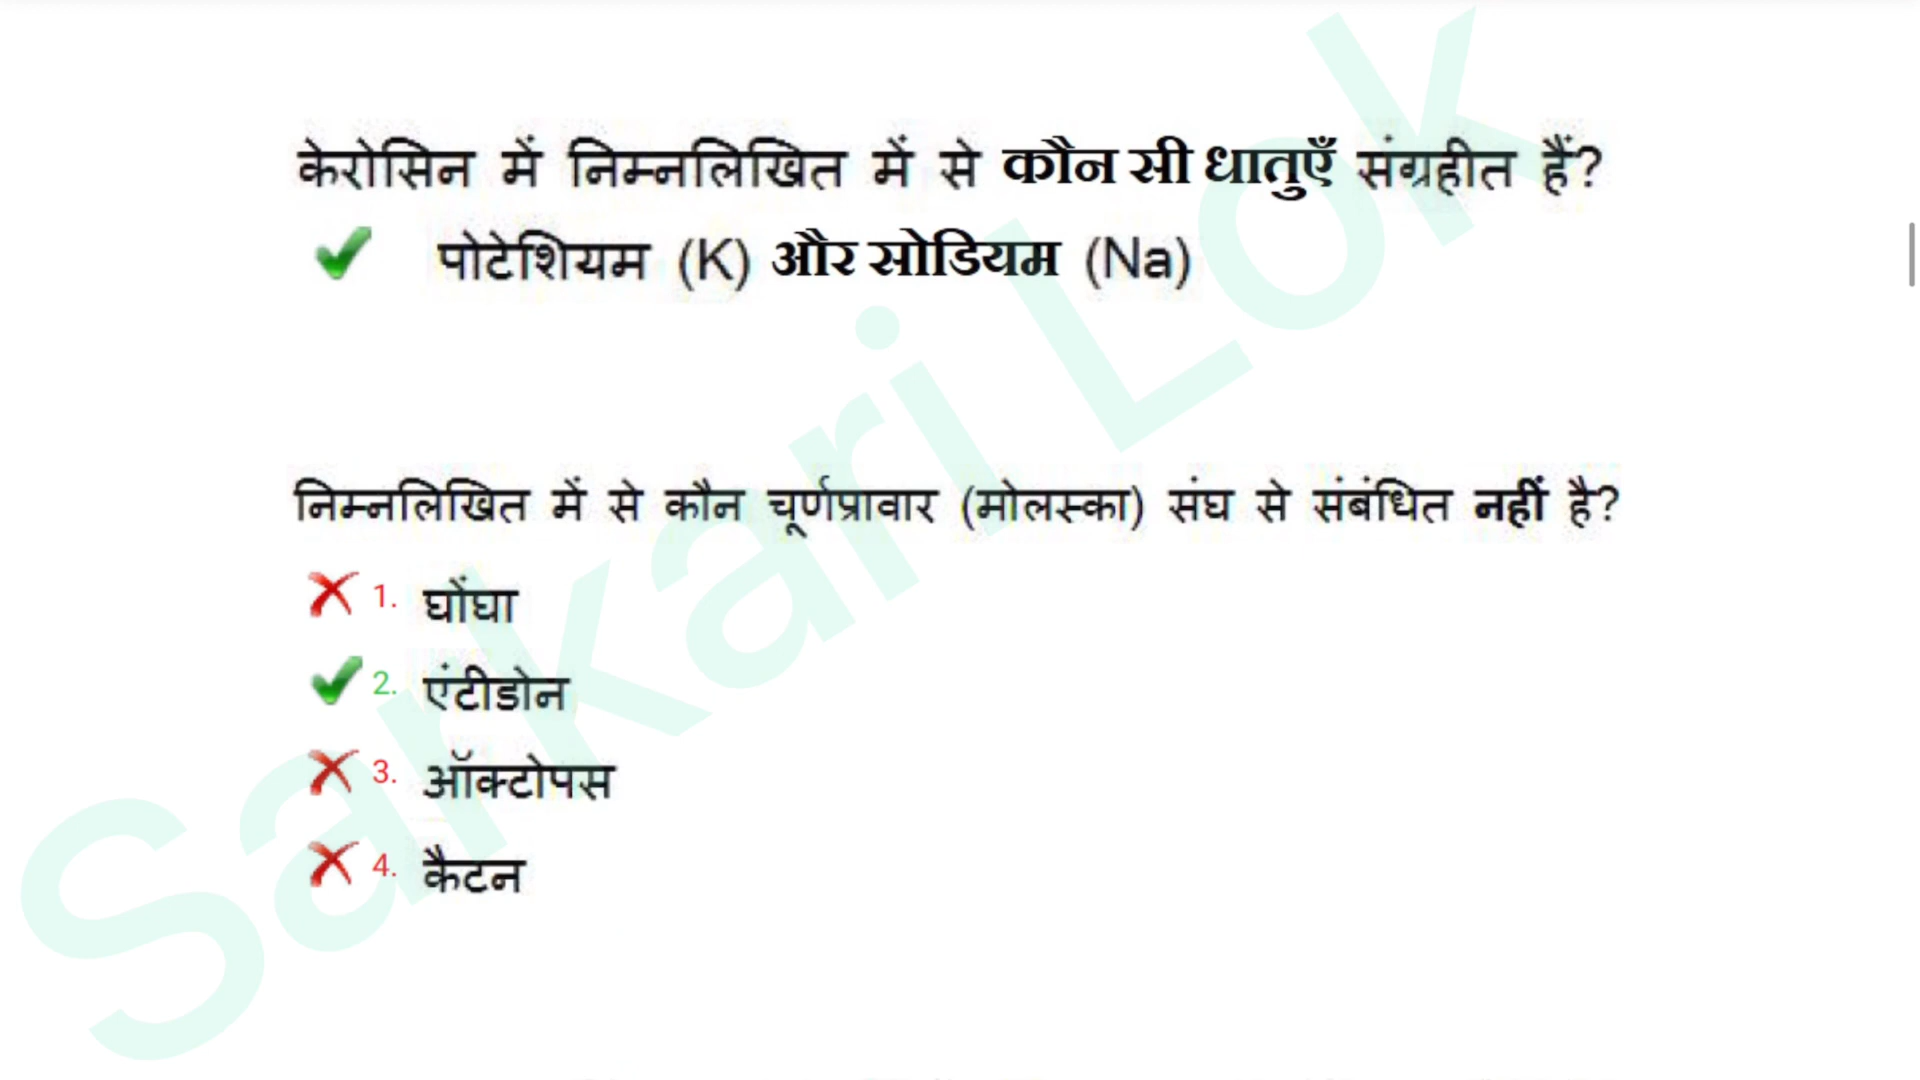 केरोसिन में निम्नलिखित में से कौन सी धातुएँ संग्रहीत हैं?
पोटेशियम (K) और सोडियम (Na)
निम्नलिखित में से कौन चूर्णप्रावार (मोलस्का) संघ से संबंधित नहीं है?
1. घोंघा
2. एंटीडोन
3. ऑक्टोपस
4. कैटन
Sarkari Lok